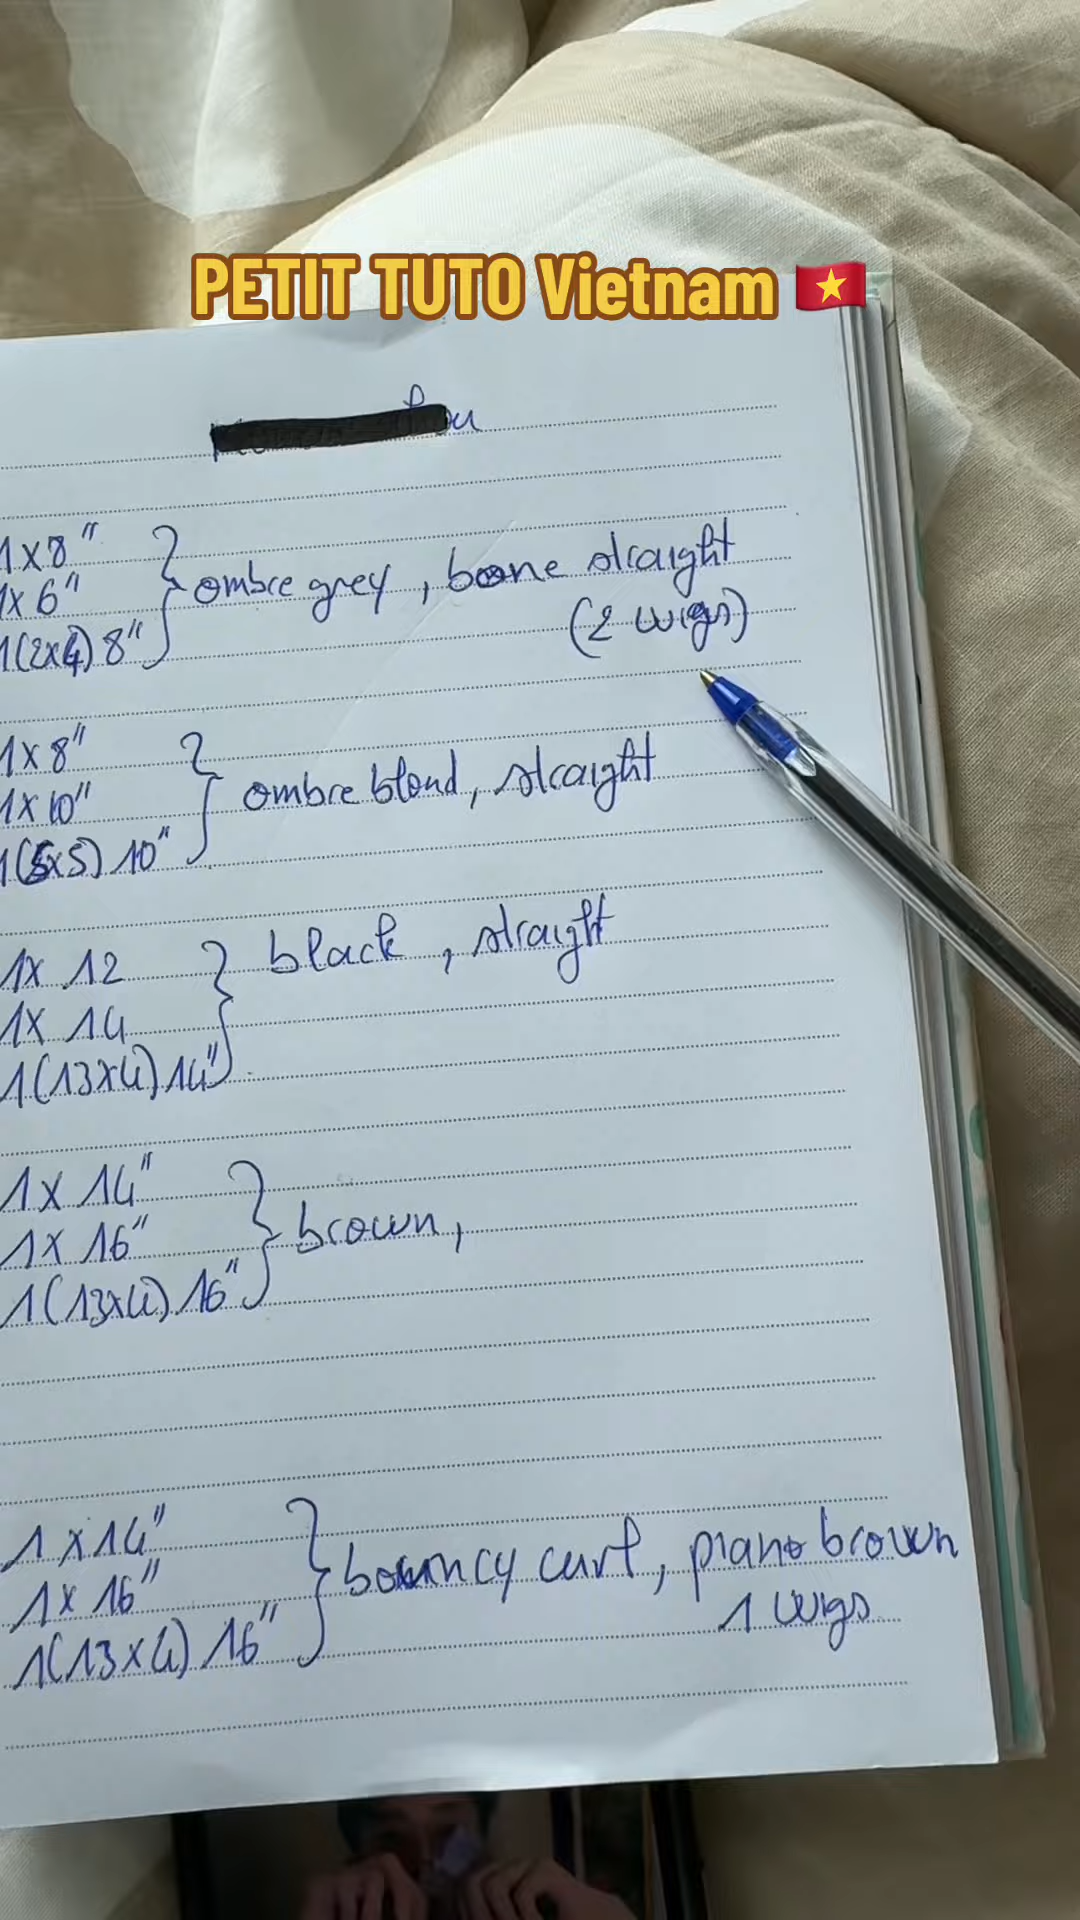 PETIT TUTO Vietnam
1x8"
1x6"
1(2x4) 8"
ombre grey, bone straight
(2 wigs)
1x8"
1x10"
1(5x5) 10"
ombre blond, straight
1x 12
1x 14
1(13x4) 14"
black, straight
1x 14"
1x 16"
1(13x4) 16"
brown,
1x14"
1x 16"
1(13x4) 16"
bouncy curl, piano brown
1 wigs